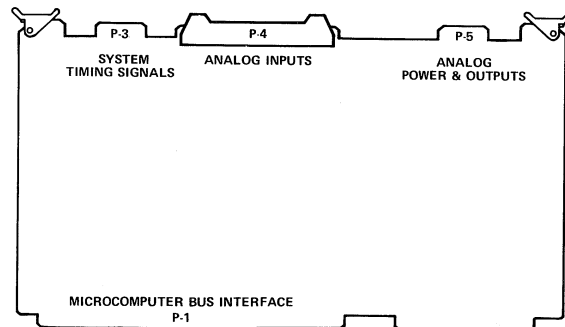 P-3
P-4
P-5
SYSTEM
TIMING SIGNALS
ANALOG INPUTS
ANALOG
POWER & OUTPUTS
MICROCOMPUTER BUS INTERFACE
P-1